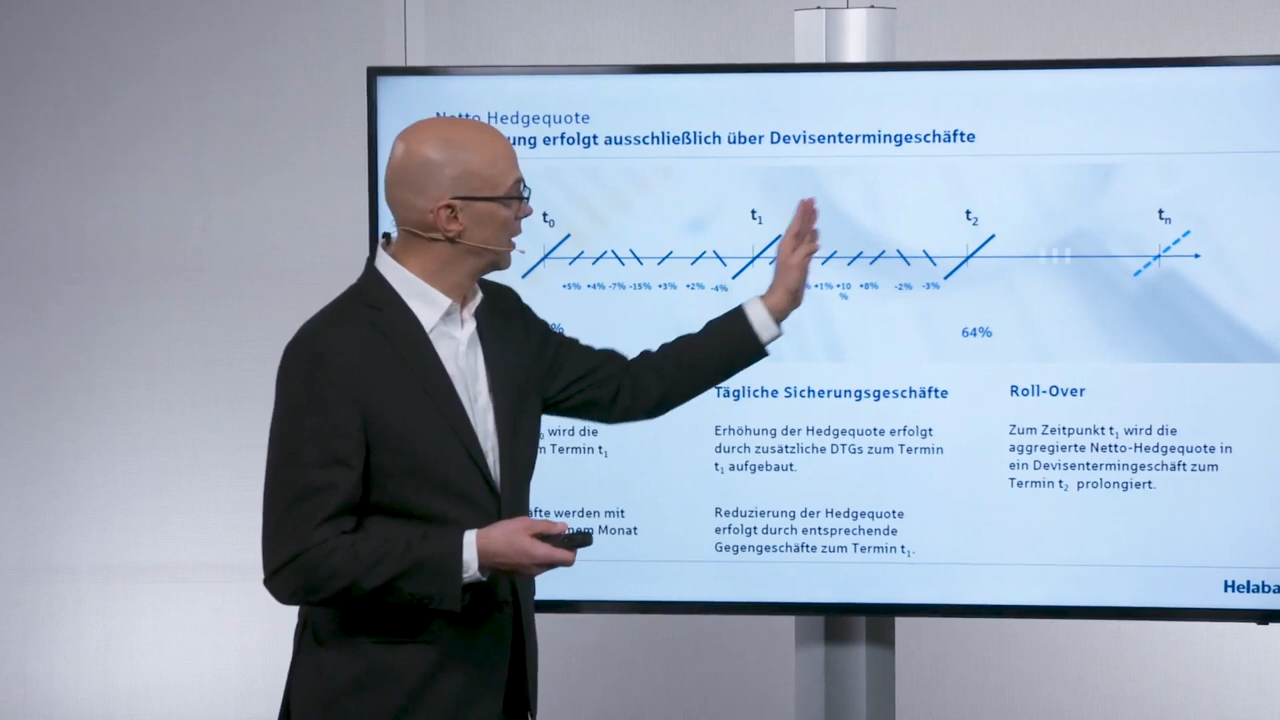 Netto Hedgequote
erfolgt ausschließlich über Devisentermingeschäfte
t0 t1 t2 tn
+5% +4% -7% -15% +3% +2% -4% +1% +10 % +8% -2% -3%
64%
Tägliche Sicherungsgeschäfte
Roll-Over
wird die
Termin t1
Erhöhung der Hedgequote erfolgt
durch zusätzliche DTGs zum Termin
t1 aufgebaut.
Zum Zeitpunkt t1 wird die
aggregierte Netto-Hedgequote in
ein Devisentermingeschäft zum
Termin t2 prolongiert.
werden mit
Monat
Reduzierung der Hedgequote
erfolgt durch entsprechende
Gegengeschäfte zum Termin t1.